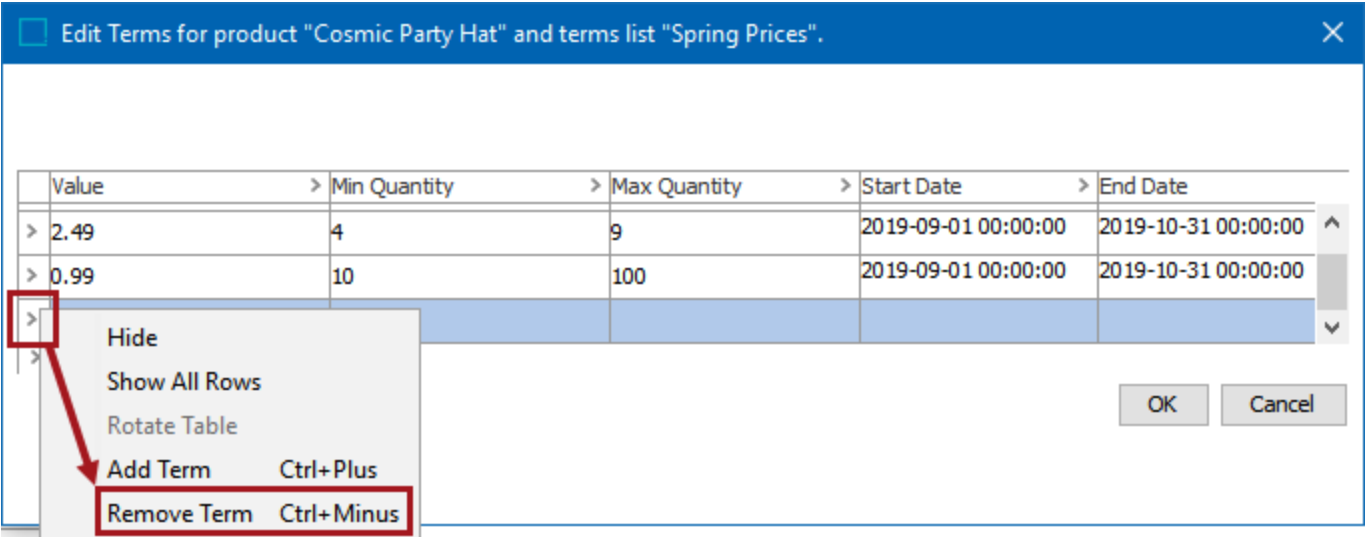 Edit Terms for product "Cosmic Party Hat" and terms list "Spring Prices".
Value > Min Quantity > Max Quantity > Start Date > End Date
> 2.49 4 9 2019-09-01 00:00:00 2019-10-31 00:00:00
> 0.99 10 100 2019-09-01 00:00:00 2019-10-31 00:00:00
>
>
Hide
Show All Rows
Rotate Table
Add Term Ctrl+Plus
Remove Term Ctrl+Minus
OK Cancel